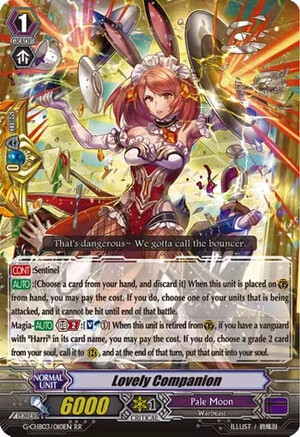 1
GRADE
That's dangerous~ We gotta call the bouncer.
CONT :Sentinel
AUTO :[Choose a card from your hand, and discard it] When this unit is placed on (G)
from hand, you may pay the cost. If you do, choose one of your units that is being
attacked, and it cannot be hit until end of that battle.
Magia-AUTO (R) 2 : (V) 1 When this unit is retired from (R), if you have a vanguard
with "Harri" in its card name, you may pay the cost. If you do, choose a grade 2 card
from your soul, call it to (R), and at the end of that turn, put that unit into your soul.
NORMAL
UNIT
Lovely Companion
POWER
6000
1
CRITICAL
Pale Moon
Warbeast
G-CHB03/010EN RR
ILLUST /